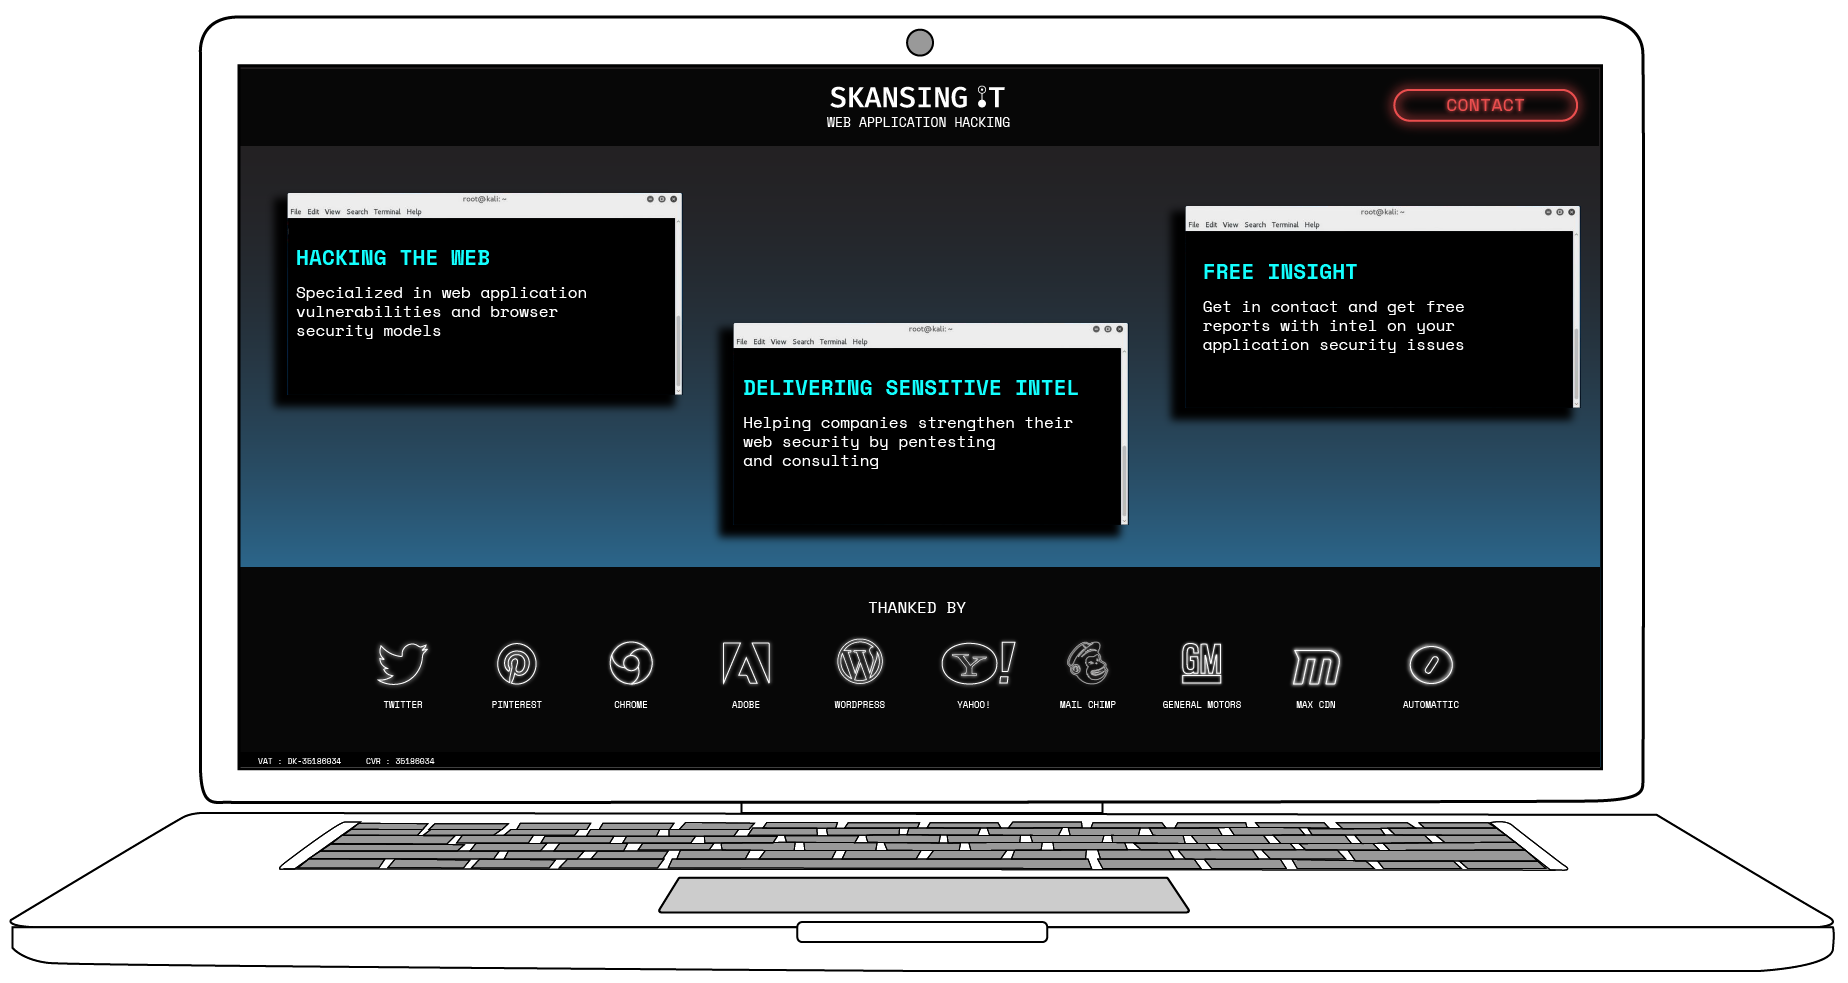 SKANSING IT
WEB APPLICATION HACKING
CONTACT
root@kali: ~
File Edit View Search Terminal Help
HACKING THE WEB
Specialized in web application
vulnerabilities and browser
security models
root@kali: ~
File Edit View Search Terminal Help
DELIVERING SENSITIVE INTEL
Helping companies strengthen their
web security by pentesting
and consulting
root@kali: ~
File Edit View Search Terminal Help
FREE INSIGHT
Get in contact and get free
reports with intel on your
application security issues
THANKED BY
GM
TWITTER PINTEREST CHROME ADOBE WORDPRESS YAHOO! MAIL CHIMP GENERAL MOTORS MAX CDN AUTOMATTIC
VAT : DK-35186034 CVR : 35186034